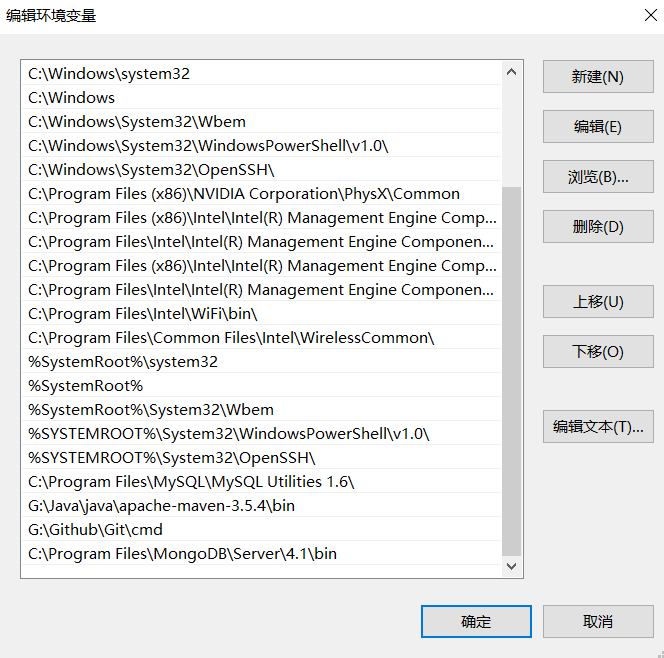 编辑环境变量
C:\Windows\system32
C:\Windows
C:\Windows\System32\Wbem
C:\Windows\System32\WindowsPowerShell\v1.0\
C:\Windows\System32\OpenSSH\
C:\Program Files (x86)\NVIDIA Corporation\PhysX\Common
C:\Program Files (x86)\Intel\Intel(R) Management Engine Comp...
C:\Program Files\Intel\Intel(R) Management Engine Componen...
C:\Program Files (x86)\Intel\Intel(R) Management Engine Comp...
C:\Program Files\Intel\Intel(R) Management Engine Componen...
C:\Program Files\Intel\WiFi\bin\
C:\Program Files\Common Files\Intel\WirelessCommon\
%SystemRoot%\system32
%SystemRoot%
%SystemRoot%\System32\Wbem
%SYSTEMROOT%\System32\WindowsPowerShell\v1.0\
%SYSTEMROOT%\System32\OpenSSH\
C:\Program Files\MySQL\MySQL Utilities 1.6\
G:\Java\java\apache-maven-3.5.4\bin
G:\Github\Git\cmd
C:\Program Files\MongoDB\Server\4.1\bin
新建(N)
编辑(E)
浏览(B)...
删除(D)
上移(U)
下移(O)
编辑文本(T)...
确定
取消